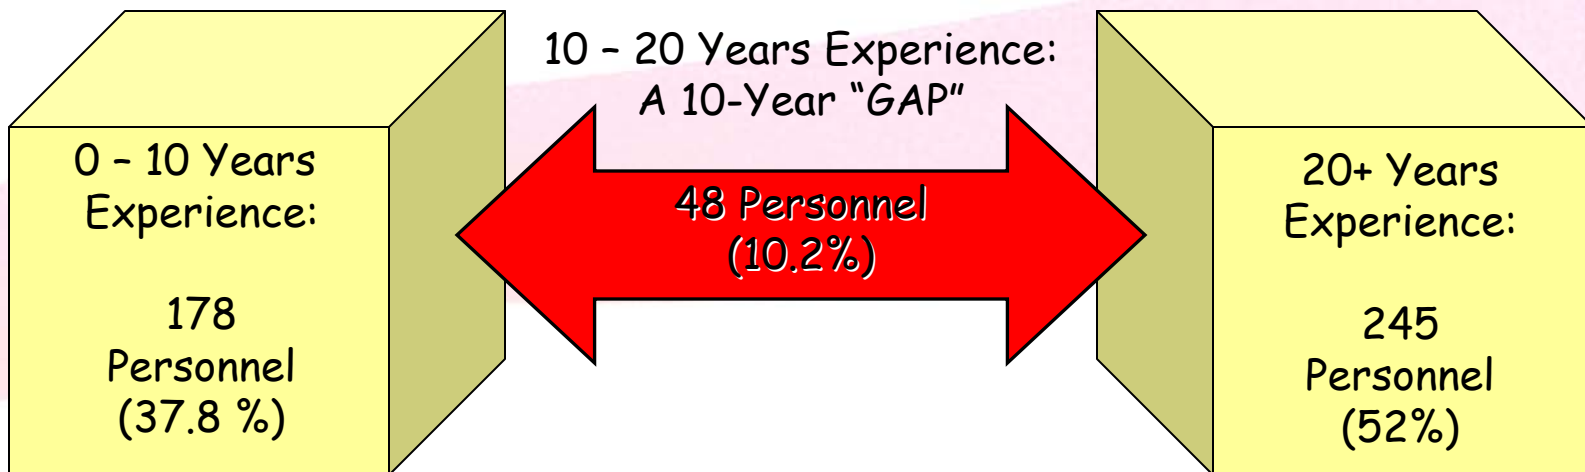 10 – 20 Years Experience:
A 10-Year “GAP”
0 – 10 Years
Experience:
178
Personnel
(37.8 %)
48 Personnel
(10.2%)
20+ Years
Experience:
245
Personnel
(52%)